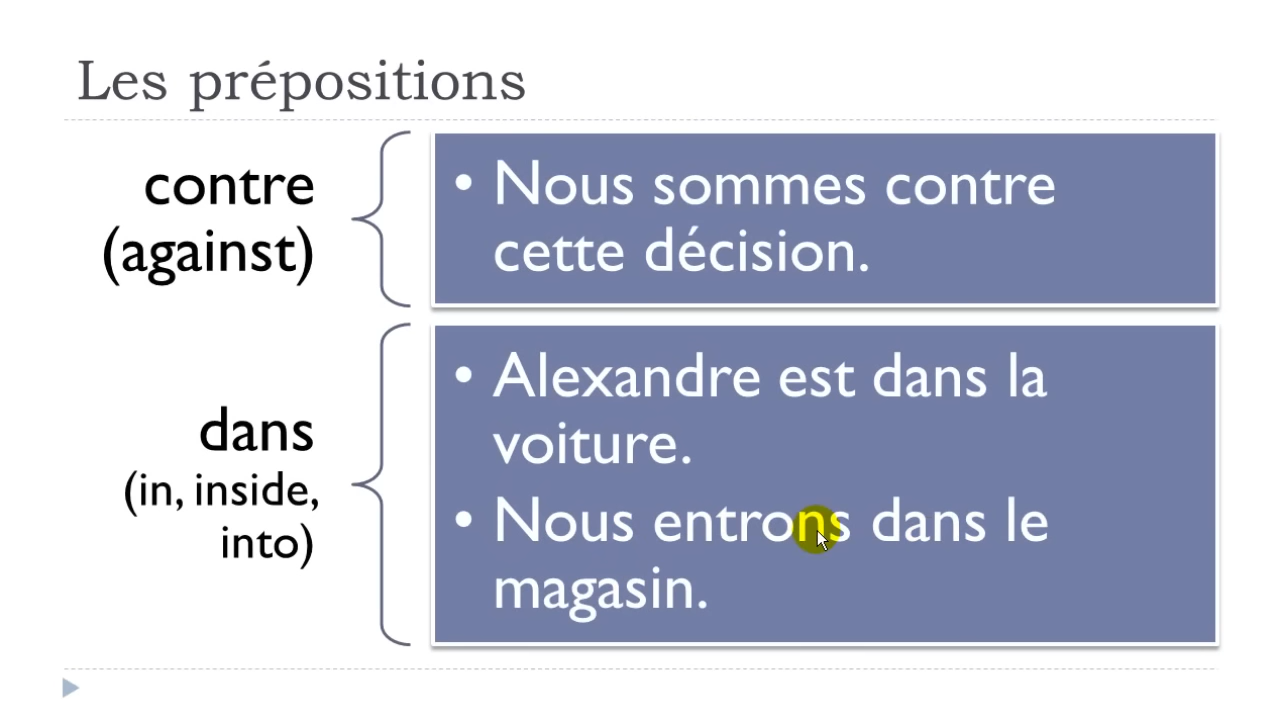 Les prépositions
contre
(against)
• Nous sommes contre
cette décision.
dans
(in, inside,
into)
• Alexandre est dans la
voiture.
• Nous entrons dans le
magasin.